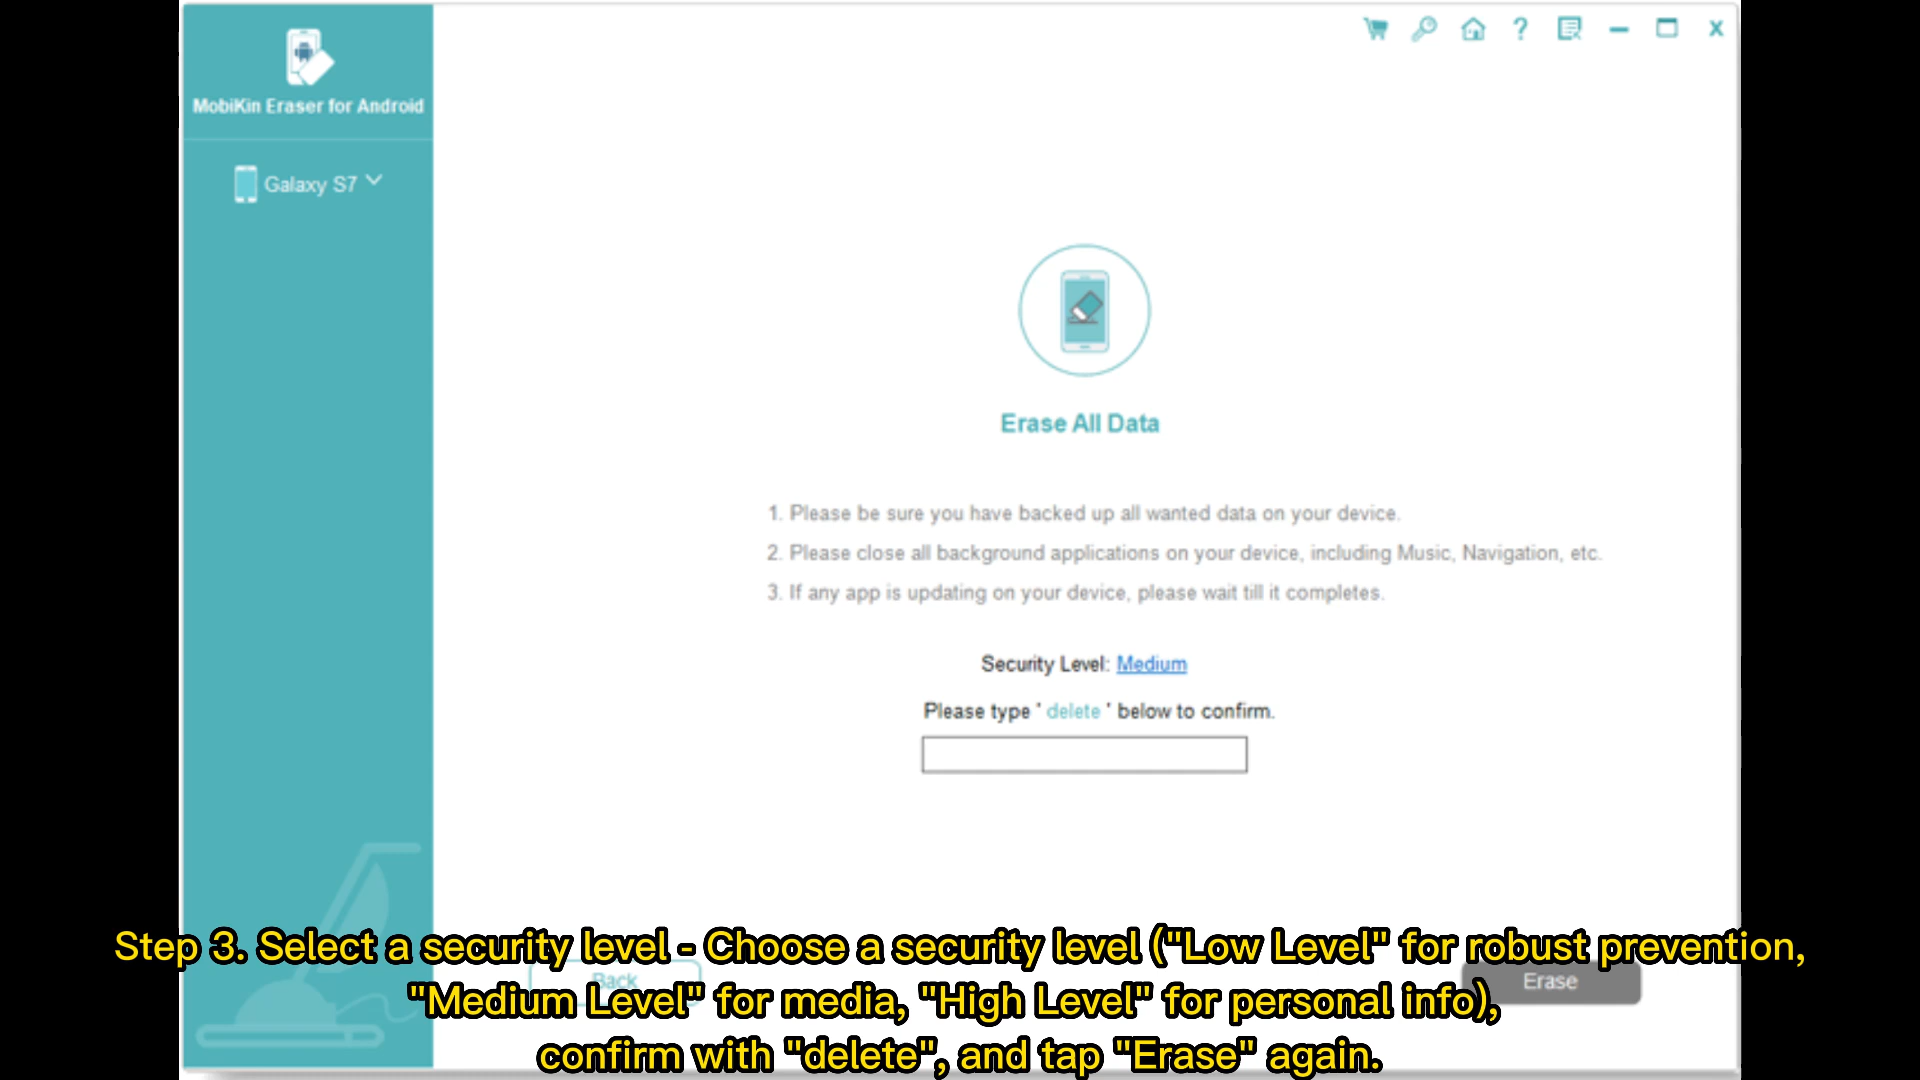 MobiKin Eraser for Android
Galaxy S7
?
X
Erase All Data
1. Please be sure you have backed up all wanted data on your device.
2. Please close all background applications on your device, including Music, Navigation, etc.
3. If any app is updating on your device, please wait till it completes.
Security Level: Medium
Please type ' delete ' below to confirm.
Back
Erase
Step 3. Select a security level - Choose a security level ("Low Level" for robust prevention,
"Medium Level" for media, "High Level" for personal info),
confirm with "delete", and tap "Erase" again.